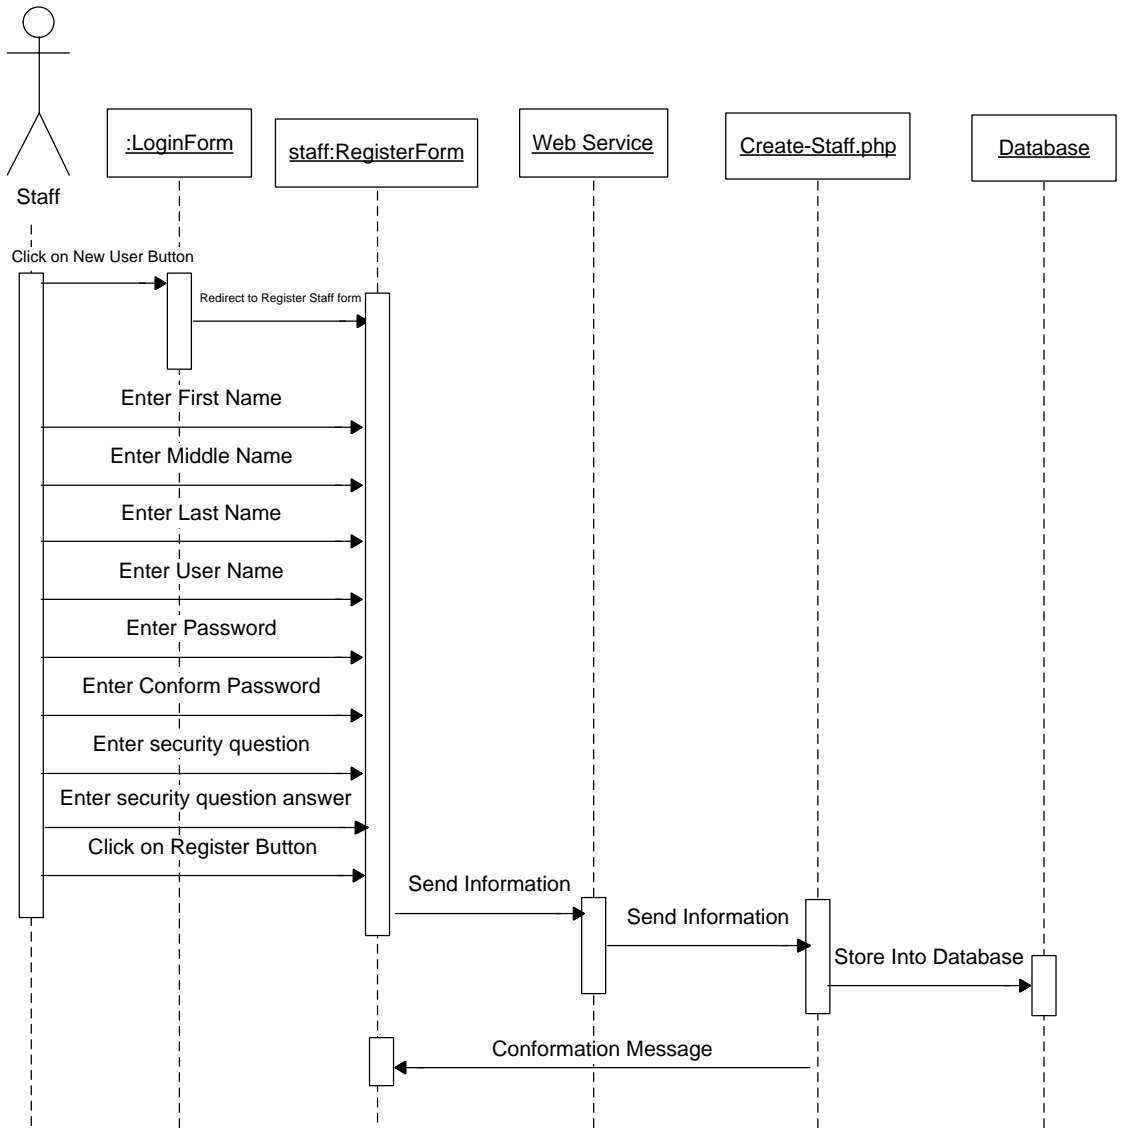 Staff
:LoginForm
staff:RegisterForm
Web Service
Create-Staff.php
Database
Click on New User Button
Redirect to Register Staff form
Enter First Name
Enter Middle Name
Enter Last Name
Enter User Name
Enter Password
Enter Conform Password
Enter security question
Enter security question answer
Click on Register Button
Send Information
Send Information
Store Into Database
Conformation Message